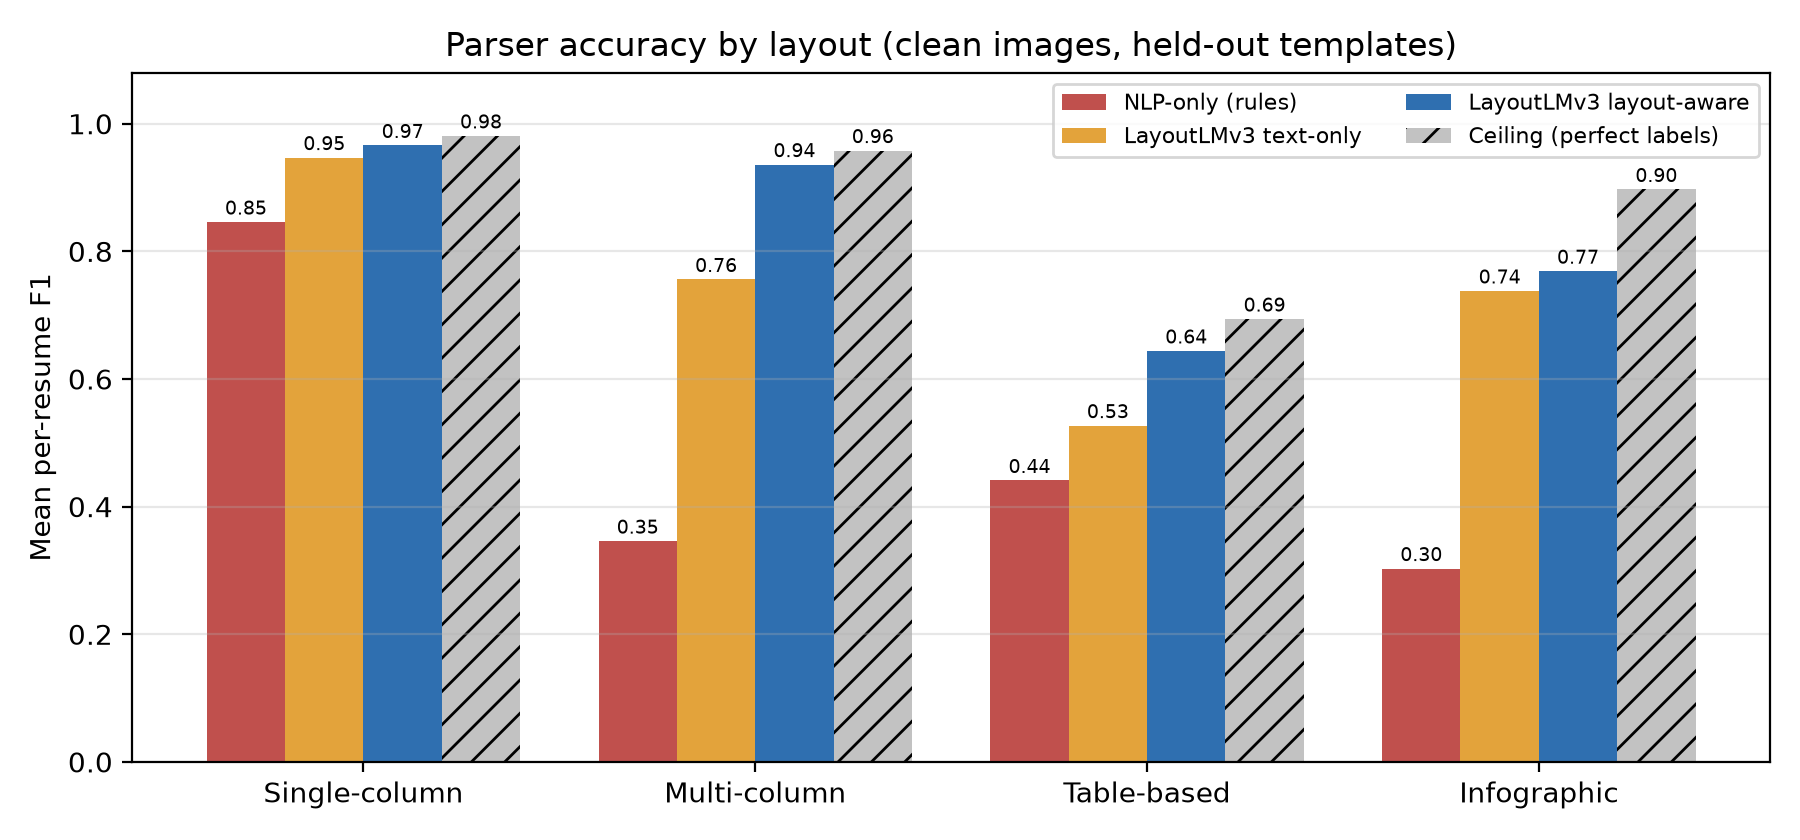 Parser accuracy by layout (clean images, held-out templates)
NLP-only (rules)
LayoutLMv3 text-only
LayoutLMv3 layout-aware
Ceiling (perfect labels)
Mean per-resume F1
1.0
0.8
0.6
0.4
0.2
0.0
0.85
0.95
0.97
0.98
0.35
0.76
0.94
0.96
0.44
0.53
0.64
0.69
0.30
0.74
0.77
0.90
Single-column
Multi-column
Table-based
Infographic